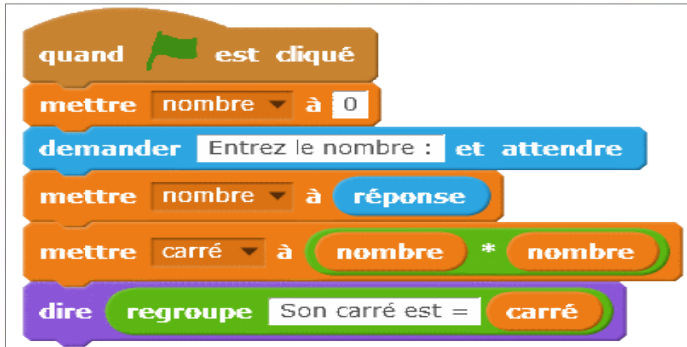 quand est cliqué
mettre nombre à 0
demander Entrez le nombre : et attendre
mettre nombre à réponse
mettre carré à nombre * nombre
dire regroupe Son carré est = carré